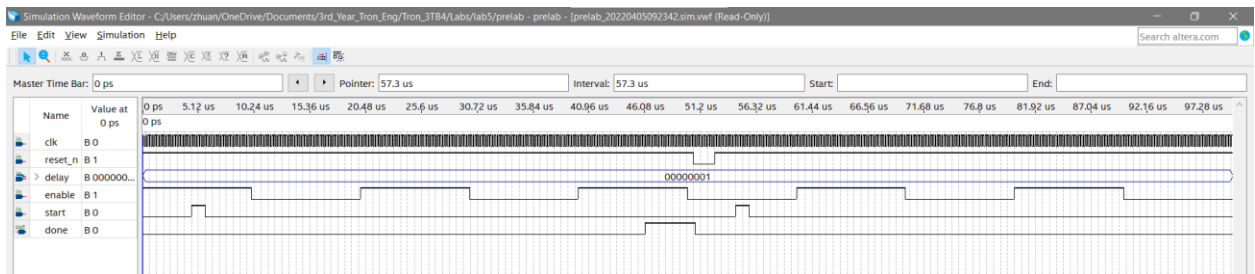 Simulation Waveform Editor - C:/Users/zhuan/OneDrive/Documents/3rd_Year_Tron_Eng/Tron_3TB4/Labs/lab5/prelab - prelab - [prelab_20220405092342.sim.vwf (Read-Only)]
File Edit View Simulation Help
Search altera.com
Master Time Bar: 0 ps Pointer: 57.3 us Interval: 57.3 us Start: End:
Name Value at 0 ps
0 ps 5.12 us 10.24 us 15.36 us 20.48 us 25.6 us 30.72 us 35.84 us 40.96 us 46.08 us 51.2 us 56.32 us 61.44 us 66.56 us 71.68 us 76.8 us 81.92 us 87.04 us 92.16 us 97.28 us
0 ps
clk B 0
reset_n B 1
> delay B 000000... 00000001
enable B 1
start B 0
out
done B 0